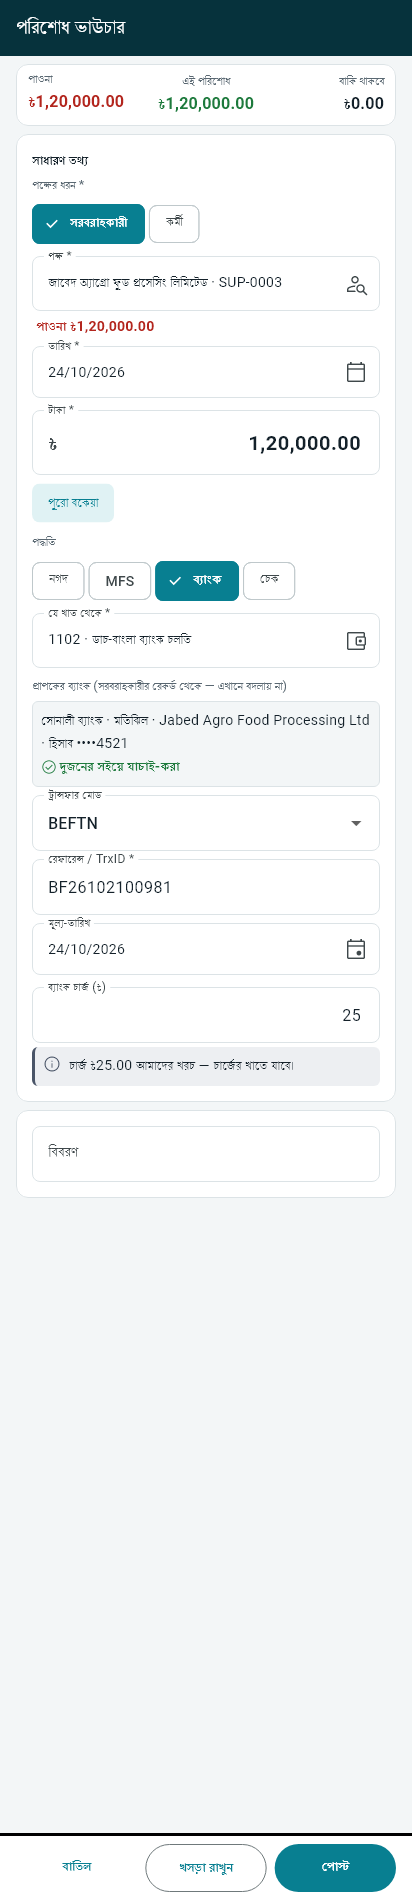 পরিশোধ ভাউচার
পাওনা
এই পরিশোধ
বাকি থাকবে
৳1,20,000.00
৳1,20,000.00
৳0.00
সাধারণ তথ্য
পক্ষের ধরন *
সরবরাহকারী
কর্মী
পক্ষ *
জাবেদ অ্যাগ্রো ফুড প্রসেসিং লিমিটেড · SUP-0003
পাওনা ৳1,20,000.00
তারিখ *
24/10/2026
টাকা *
৳ 1,20,000.00
পুরো বকেয়া
পদ্ধতি
নগদ
MFS
ব্যাংক
চেক
যে খাত থেকে *
1102 · ডাচ-বাংলা ব্যাংক চলতি
প্রাপকের ব্যাংক (সরবরাহকারীর রেকর্ড থেকে — এখানে বদলায় না)
সোনালী ব্যাংক · মতিঝিল · Jabed Agro Food Processing Ltd
· হিসাব ••••4521
দুজনের সইয়ে যাচাই-করা
ট্রান্সফার মোড
BEFTN
রেফারেন্স / TrxID *
BF26102100981
মূল্য-তারিখ
24/10/2026
ব্যাংক চার্জ (৳)
25
চার্জ ৳25.00 আমাদের খরচ — চার্জের খাতে যাবে।
বিবরণ
বাতিল
খসড়া রাখুন
পোস্ট